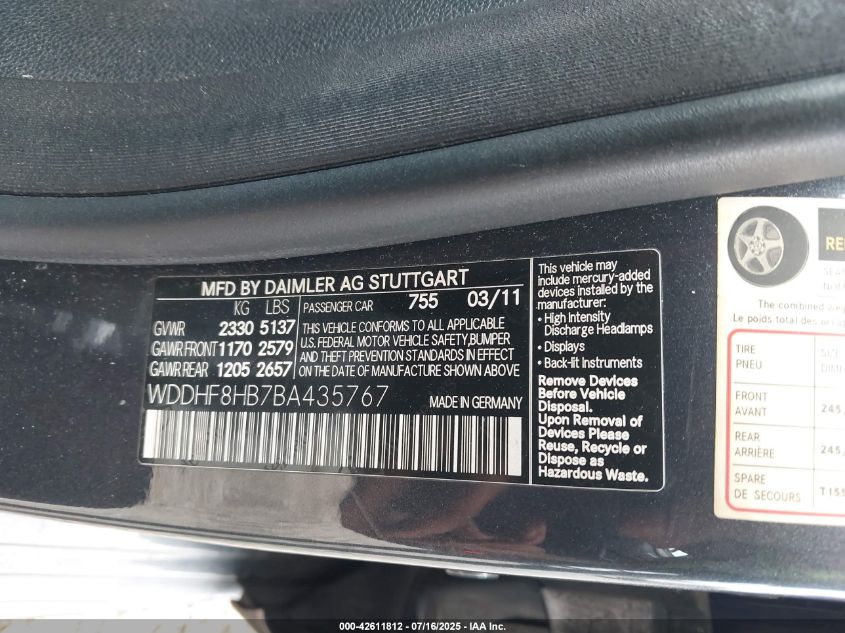 MFD BY DAIMLER AG STUTTGART
KG LBS
PASSENGER CAR 755 03/11
GVWR 2330 5137
GAWR FRONT 1170 2579
GAWR REAR 1205 2657
THIS VEHICLE CONFORMS TO ALL APPLICABLE
U.S. FEDERAL MOTOR VEHICLE SAFETY,BUMPER
AND THEFT PREVENTION STANDARDS IN EFFECT
ON THE DATE OF MANUFACTURE SHOWN ABOVE
WDDHF8HB7BA435767
MADE IN GERMANY
This vehicle may
include mercury-added
devices installed by the
manufacturer:
• High Intensity
Discharge Headlamps
• Displays
• Back-lit instruments
Remove Devices
Before Vehicle
Disposal.
Upon Removal of
Devices Please
Reuse, Recycle or
Dispose as
Hazardous Waste.
The combined
Le poids total des
TIRE
PNEU
FRONT
AVANT
245,
REAR
ARRIÈRE
245,
SPARE
DE SECOURS
T155
000-42611812 - 07/16/2025 - IAA Inc.